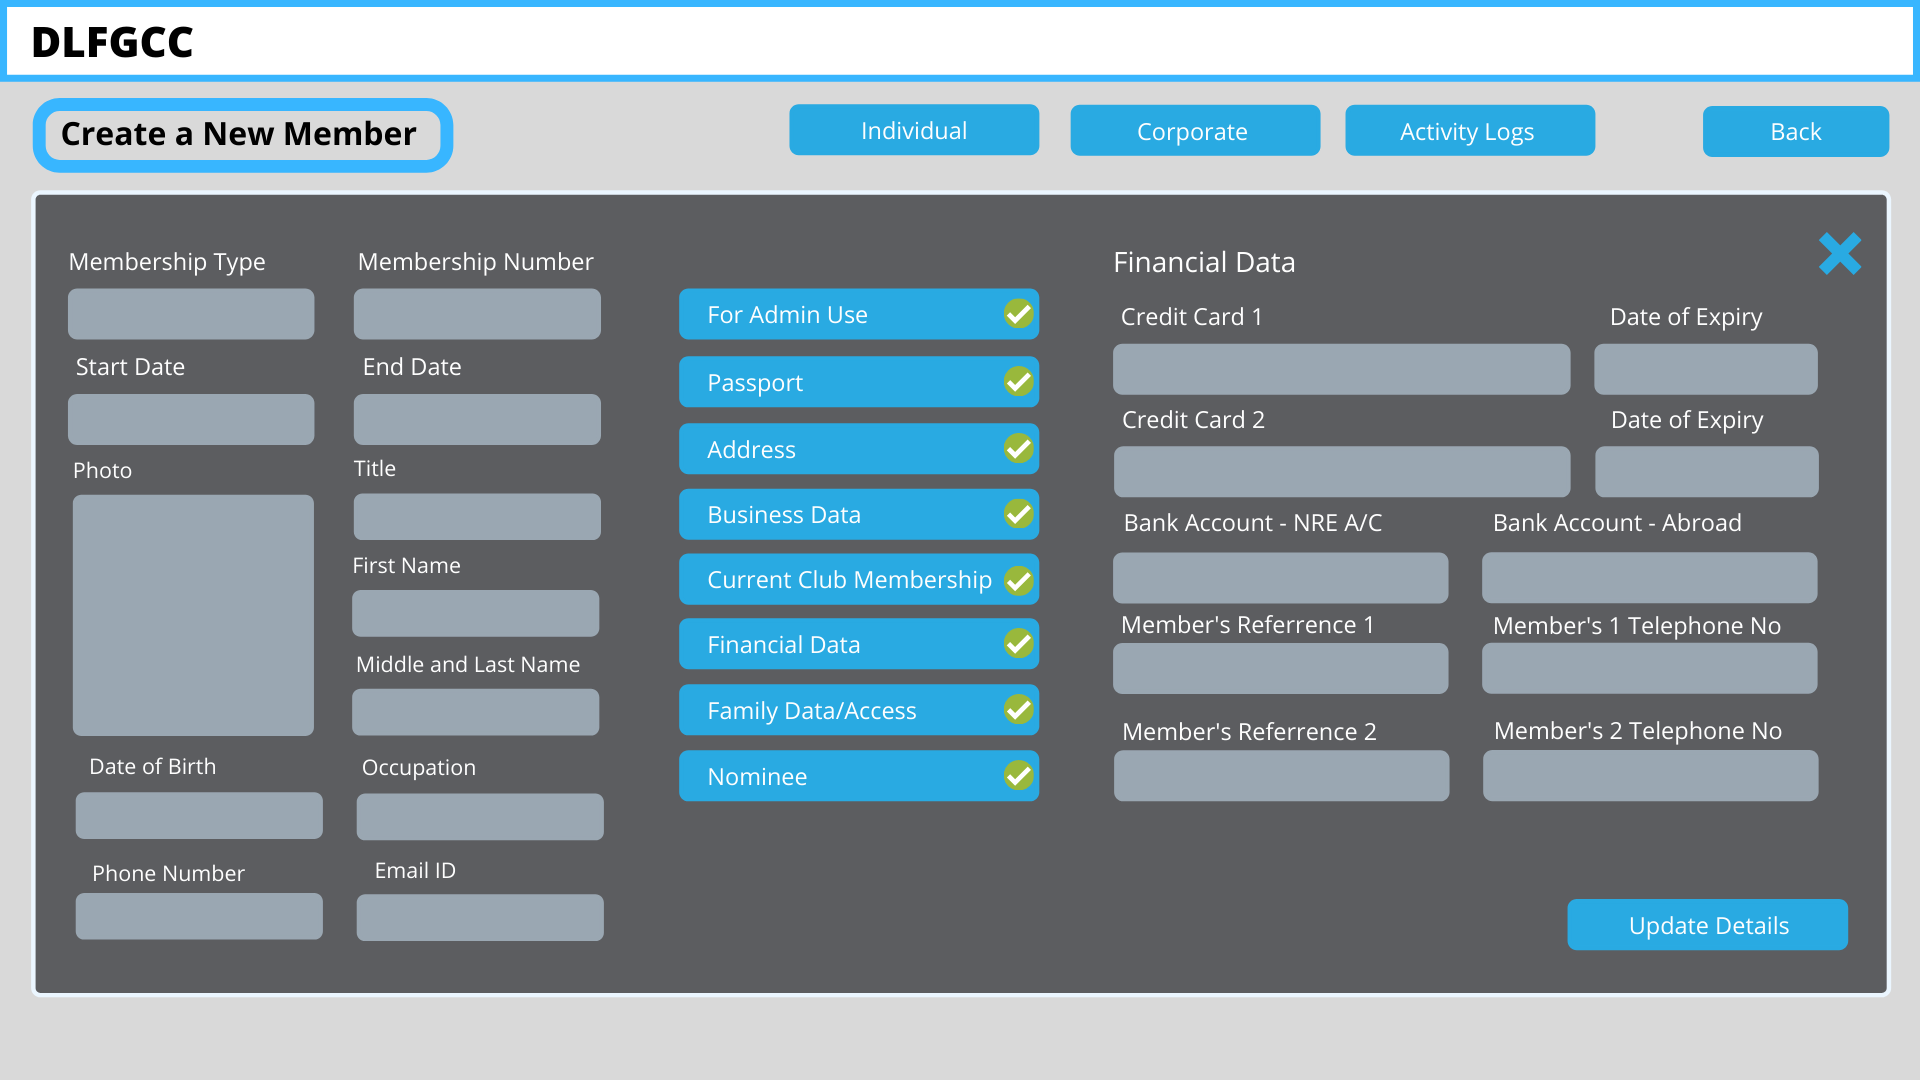 DLFGCC
Create a New Member
Individual
Corporate
Activity Logs
Back
Membership Type
Membership Number
Start Date
End Date
Photo
Title
First Name
Middle and Last Name
Date of Birth
Occupation
Phone Number
Email ID
For Admin Use
Passport
Address
Business Data
Current Club Membership
Financial Data
Family Data/Access
Nominee
Financial Data
Credit Card 1
Date of Expiry
Credit Card 2
Date of Expiry
Bank Account - NRE A/C
Bank Account - Abroad
Member's Referrence 1
Member's 1 Telephone No
Member's Referrence 2
Member's 2 Telephone No
Update Details